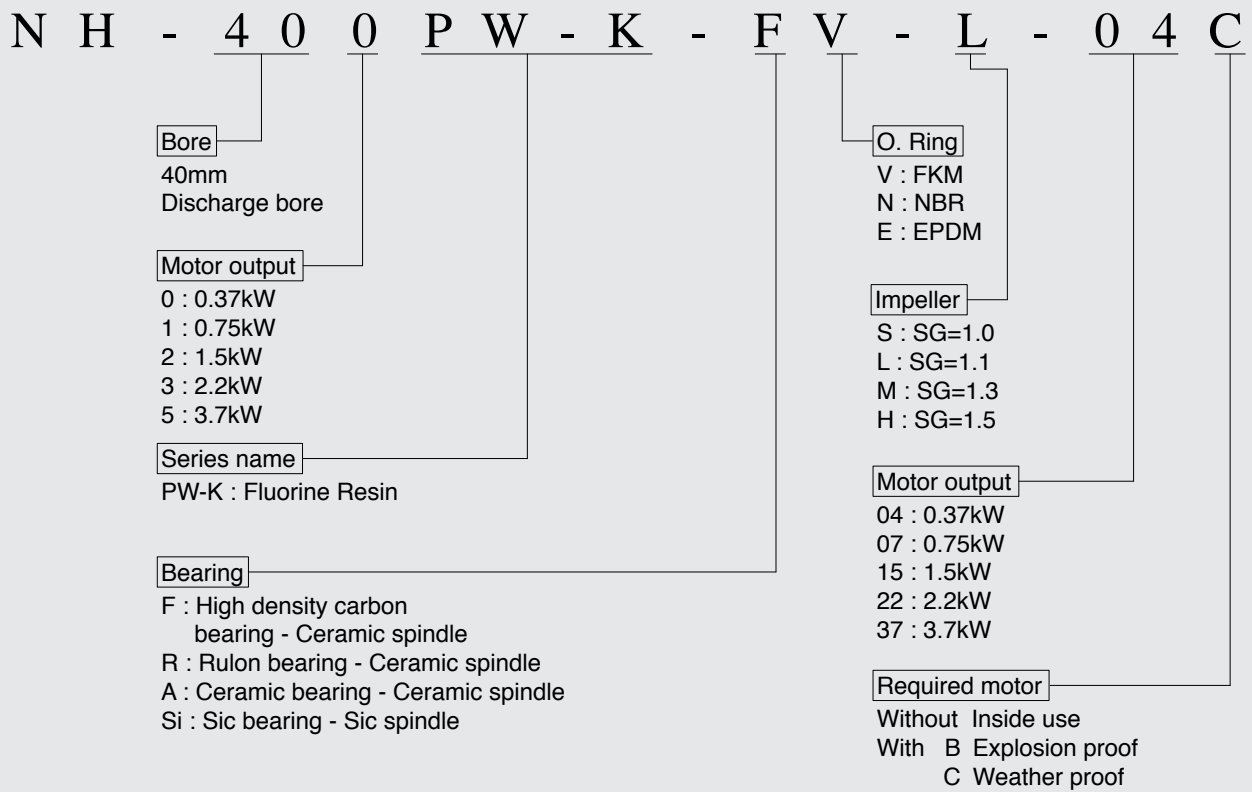 N H - 4 0 0 P W - K - F V - L - 0 4 C
Bore
40mm
Discharge bore
Motor output
0 : 0.37kW
1 : 0.75kW
2 : 1.5kW
3 : 2.2kW
5 : 3.7kW
Series name
PW-K : Fluorine Resin
Bearing
F : High density carbon
bearing - Ceramic spindle
R : Rulon bearing - Ceramic spindle
A : Ceramic bearing - Ceramic spindle
Si : Sic bearing - Sic spindle
O. Ring
V : FKM
N : NBR
E : EPDM
Impeller
S : SG=1.0
L : SG=1.1
M : SG=1.3
H : SG=1.5
Motor output
04 : 0.37kW
07 : 0.75kW
15 : 1.5kW
22 : 2.2kW
37 : 3.7kW
Required motor
Without Inside use
With B Explosion proof
C Weather proof